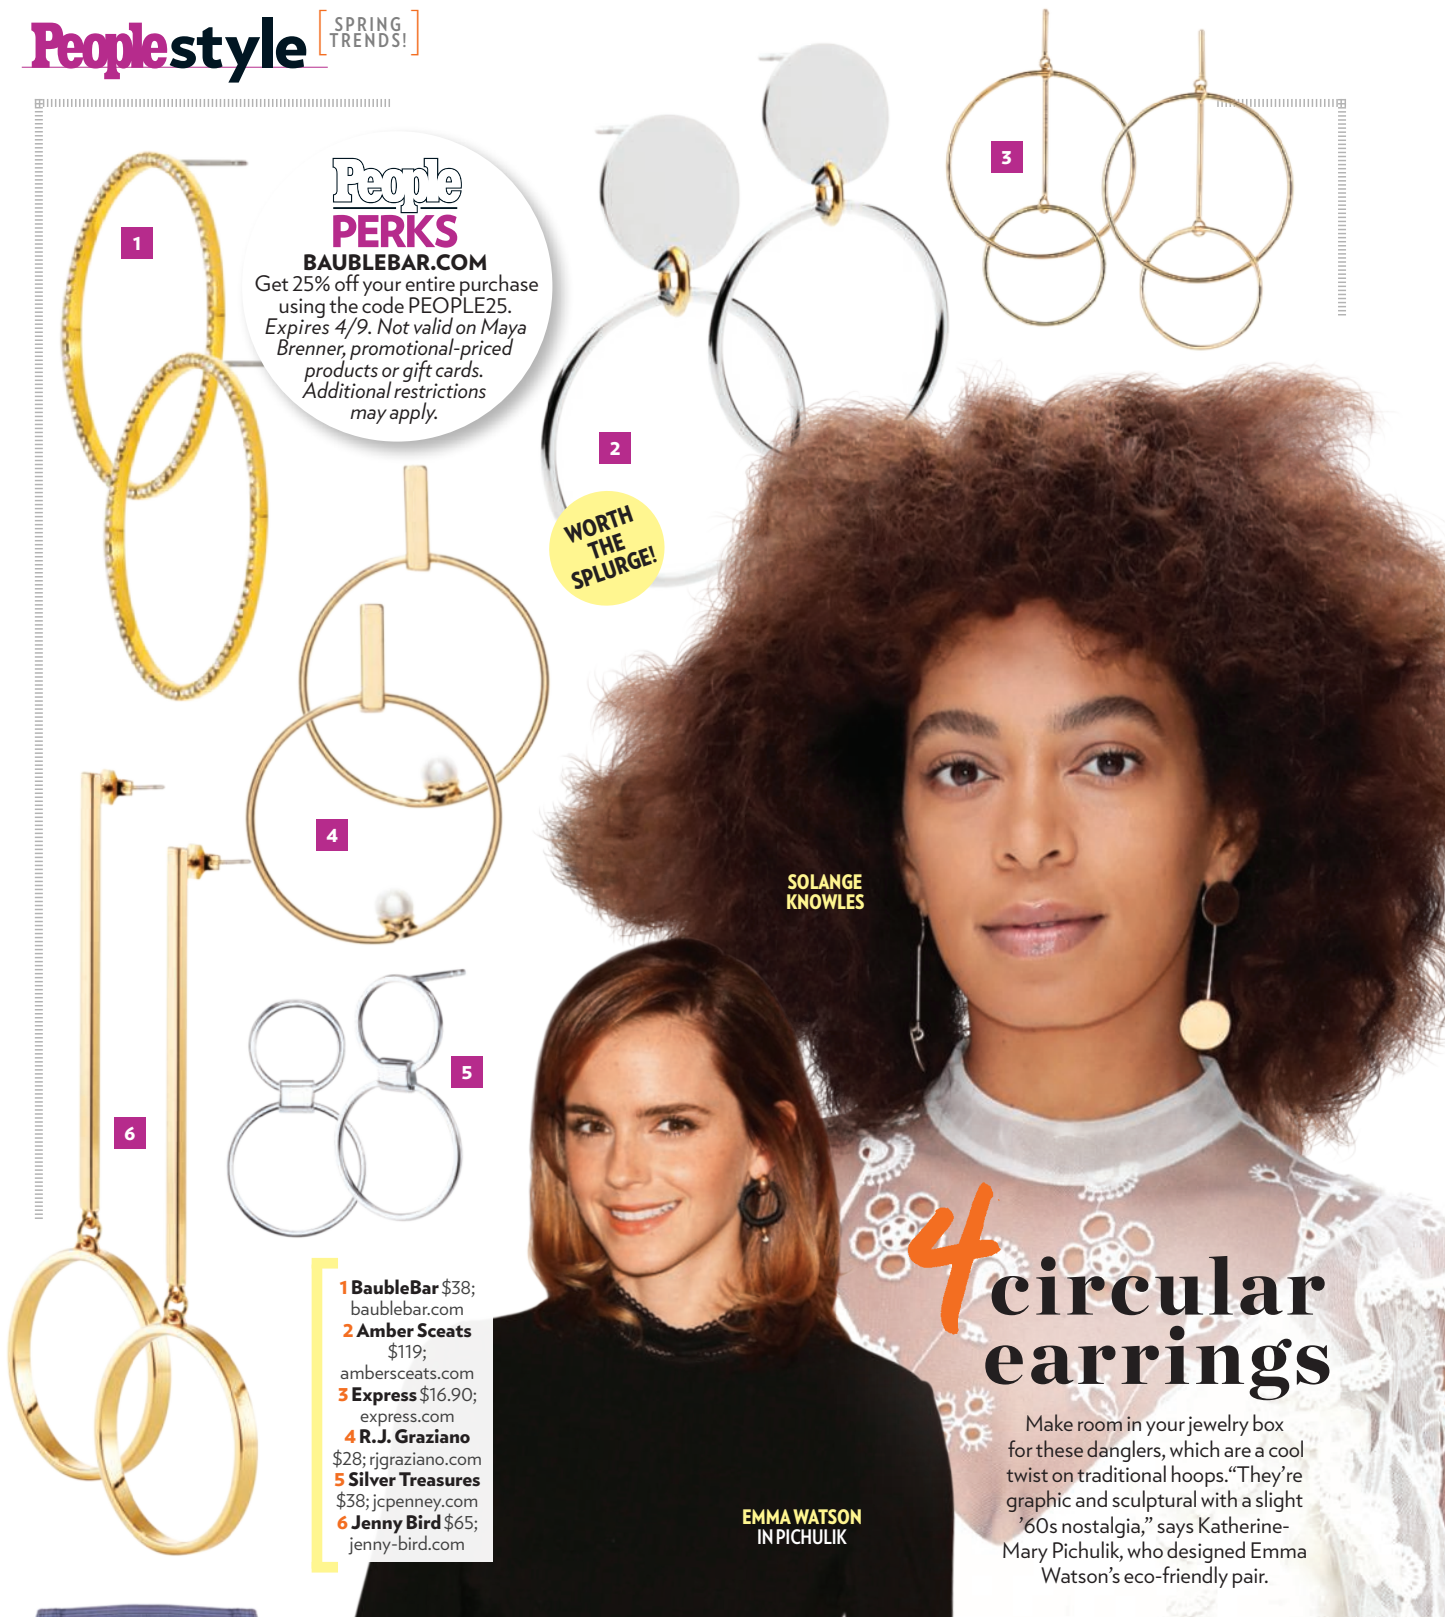 People style
SPRING
TRENDS!
People
PERKS
BAUBLEBAR.COM
Get 25% off your entire purchase
using the code PEOPLE25.
Expires 4/9. Not valid on Maya
Brenner, promotional-priced
products or gift cards.
Additional restrictions
may apply.
1
2
3
WORTH
THE
SPLURGE!
4
5
6
SOLANGE
KNOWLES
1 BaubleBar $38;
baublebar.com
2 Amber Sceats
$119;
ambersceats.com
3 Express $16.90;
express.com
4 R.J. Graziano
$28; rjgraziano.com
5 Silver Treasures
$38; jcpenney.com
6 Jenny Bird $65;
jenny-bird.com
EMMA WATSON
IN PICHULIK
4 circular
earrings
Make room in your jewelry box
for these danglers, which are a cool
twist on traditional hoops. “They’re
graphic and sculptural with a slight
’60s nostalgia,” says Katherine-
Mary Pichulik, who designed Emma
Watson’s eco-friendly pair.